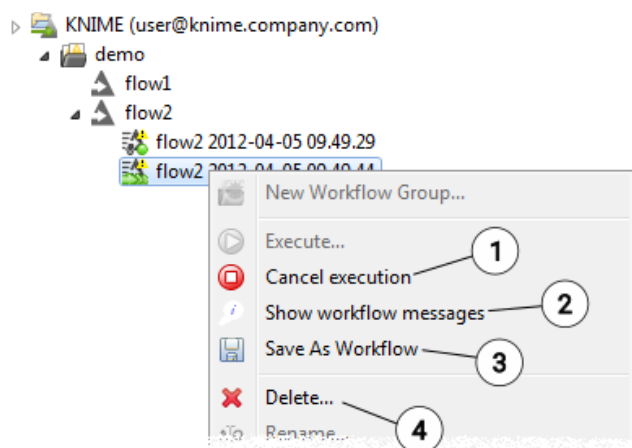 KNIME (user@knime.company.com)
demo
flow1
flow2
flow2 2012-04-05 09.49.29
flow2 2012-04-05 09.49.44
New Workflow Group...
Execute...
1
Cancel execution
2
Show workflow messages
Save As Workflow
3
Delete...
4
Rename...